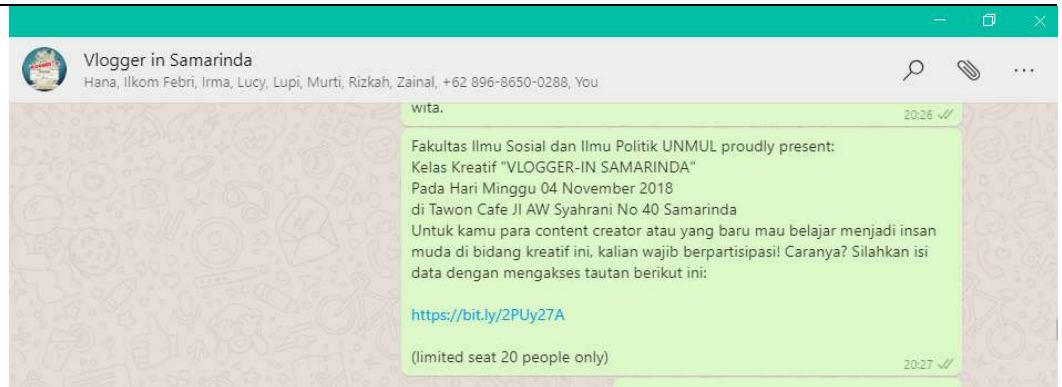 Vlogger in Samarinda
Hana, Ilkom Febri, Irma, Lucy, Lupi, Murti, Rizkah, Zainal, +62 896-8650-0288, You
wita.
20:26
Fakultas Ilmu Sosial dan Ilmu Politik UNMUL proudly present:
Kelas Kreatif "VLOGGER-IN SAMARINDA"
Pada Hari Minggu 04 November 2018
di Tawon Cafe Jl AW Syahrani No 40 Samarinda
Untuk kamu para content creator atau yang baru mau belajar menjadi insan
muda di bidang kreatif ini, kalian wajib berpartisipasi! Caranya? Silahkan isi
data dengan mengakses tautan berikut ini:
https://bit.ly/2PUy27A
(limited seat 20 people only)
20:27